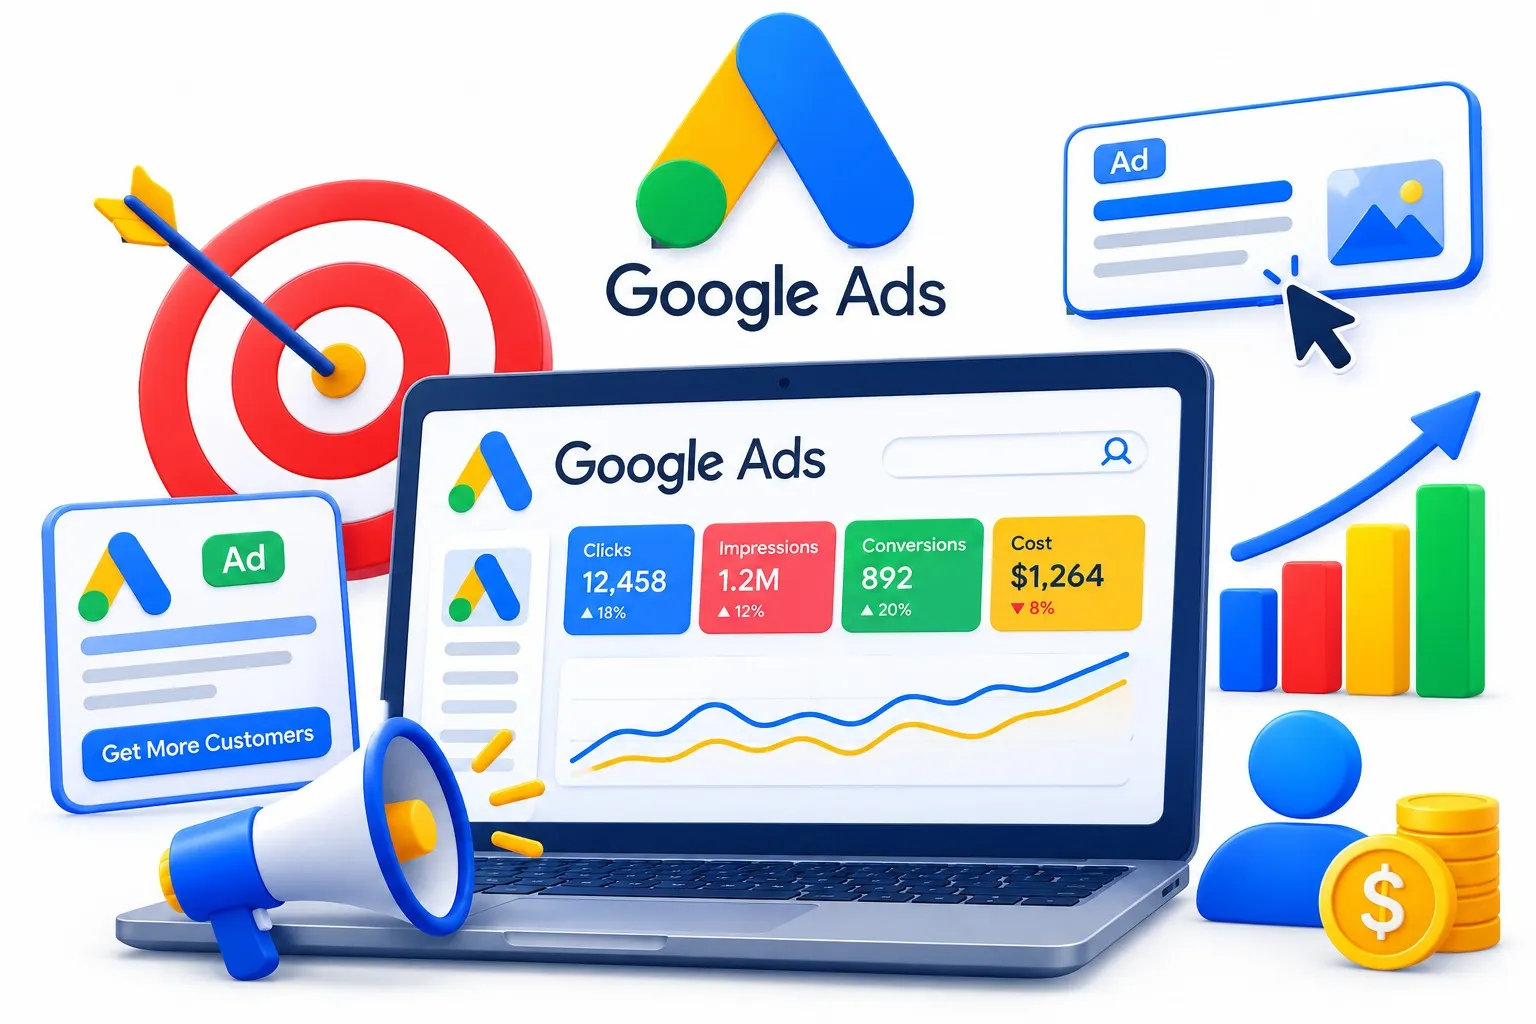 Google Ads
Ad
Google Ads
Clicks
12,458
▲ 18%
Impressions
1.2M
▲ 12%
Conversions
892
▲ 20%
Cost
$1,264
▼ 8%
Ad
Get More Customers
$